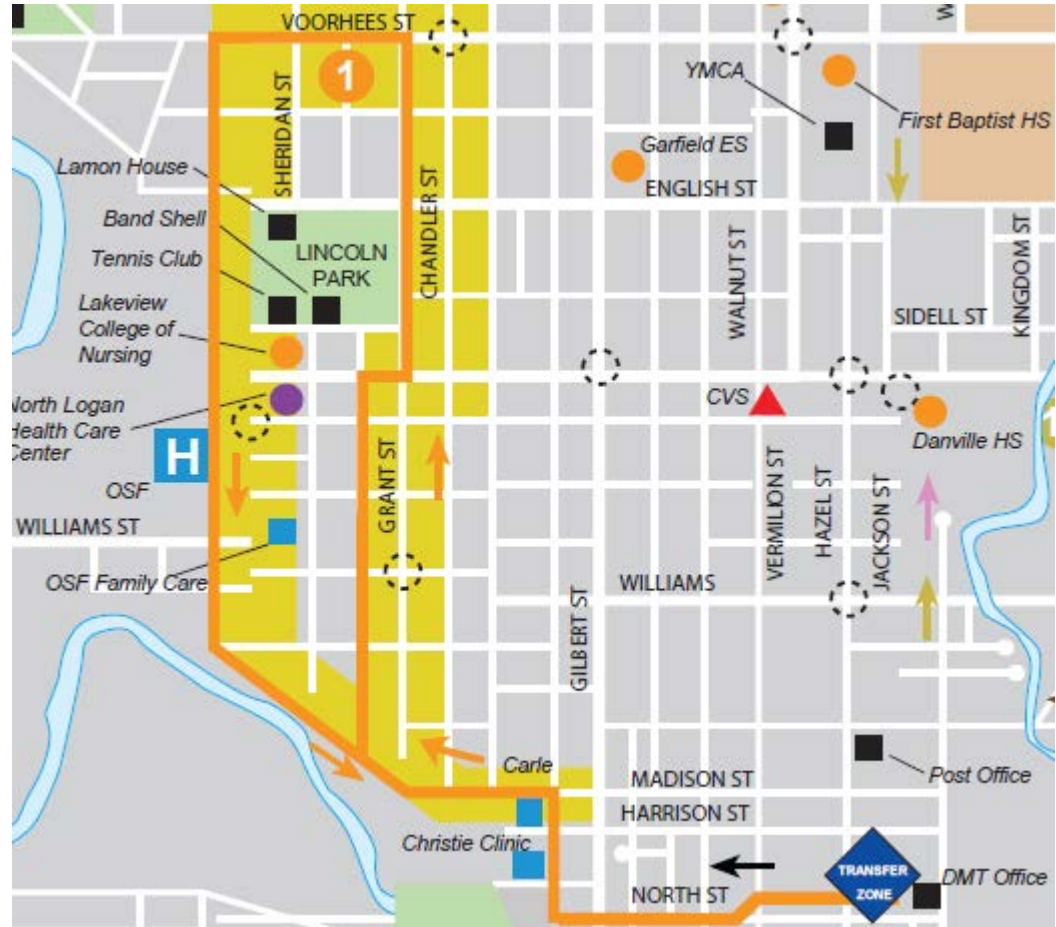 VOORHEES ST
W
1
YMCA
SHERIDAN ST
First Baptist HS
Garfield ES
Lamon House
ENGLISH ST
Band Shell
CHANDLER ST
LINCOLN
PARK
Tennis Club
WALNUT ST
KINGDOM ST
Lakeview
College of
Nursing
SIDELL ST
CVS
North Logan
Health Care
Center
H
OSF
Danville HS
GRANT ST
VERMILION ST
HAZEL ST
JACKSON ST
WILLIAMS ST
OSF Family Care
WILLIAMS
GILBERT ST
Carle
MADISON ST
Post Office
HARRISON ST
Christie Clinic
TRANSFER
ZONE
DMT Office
NORTH ST